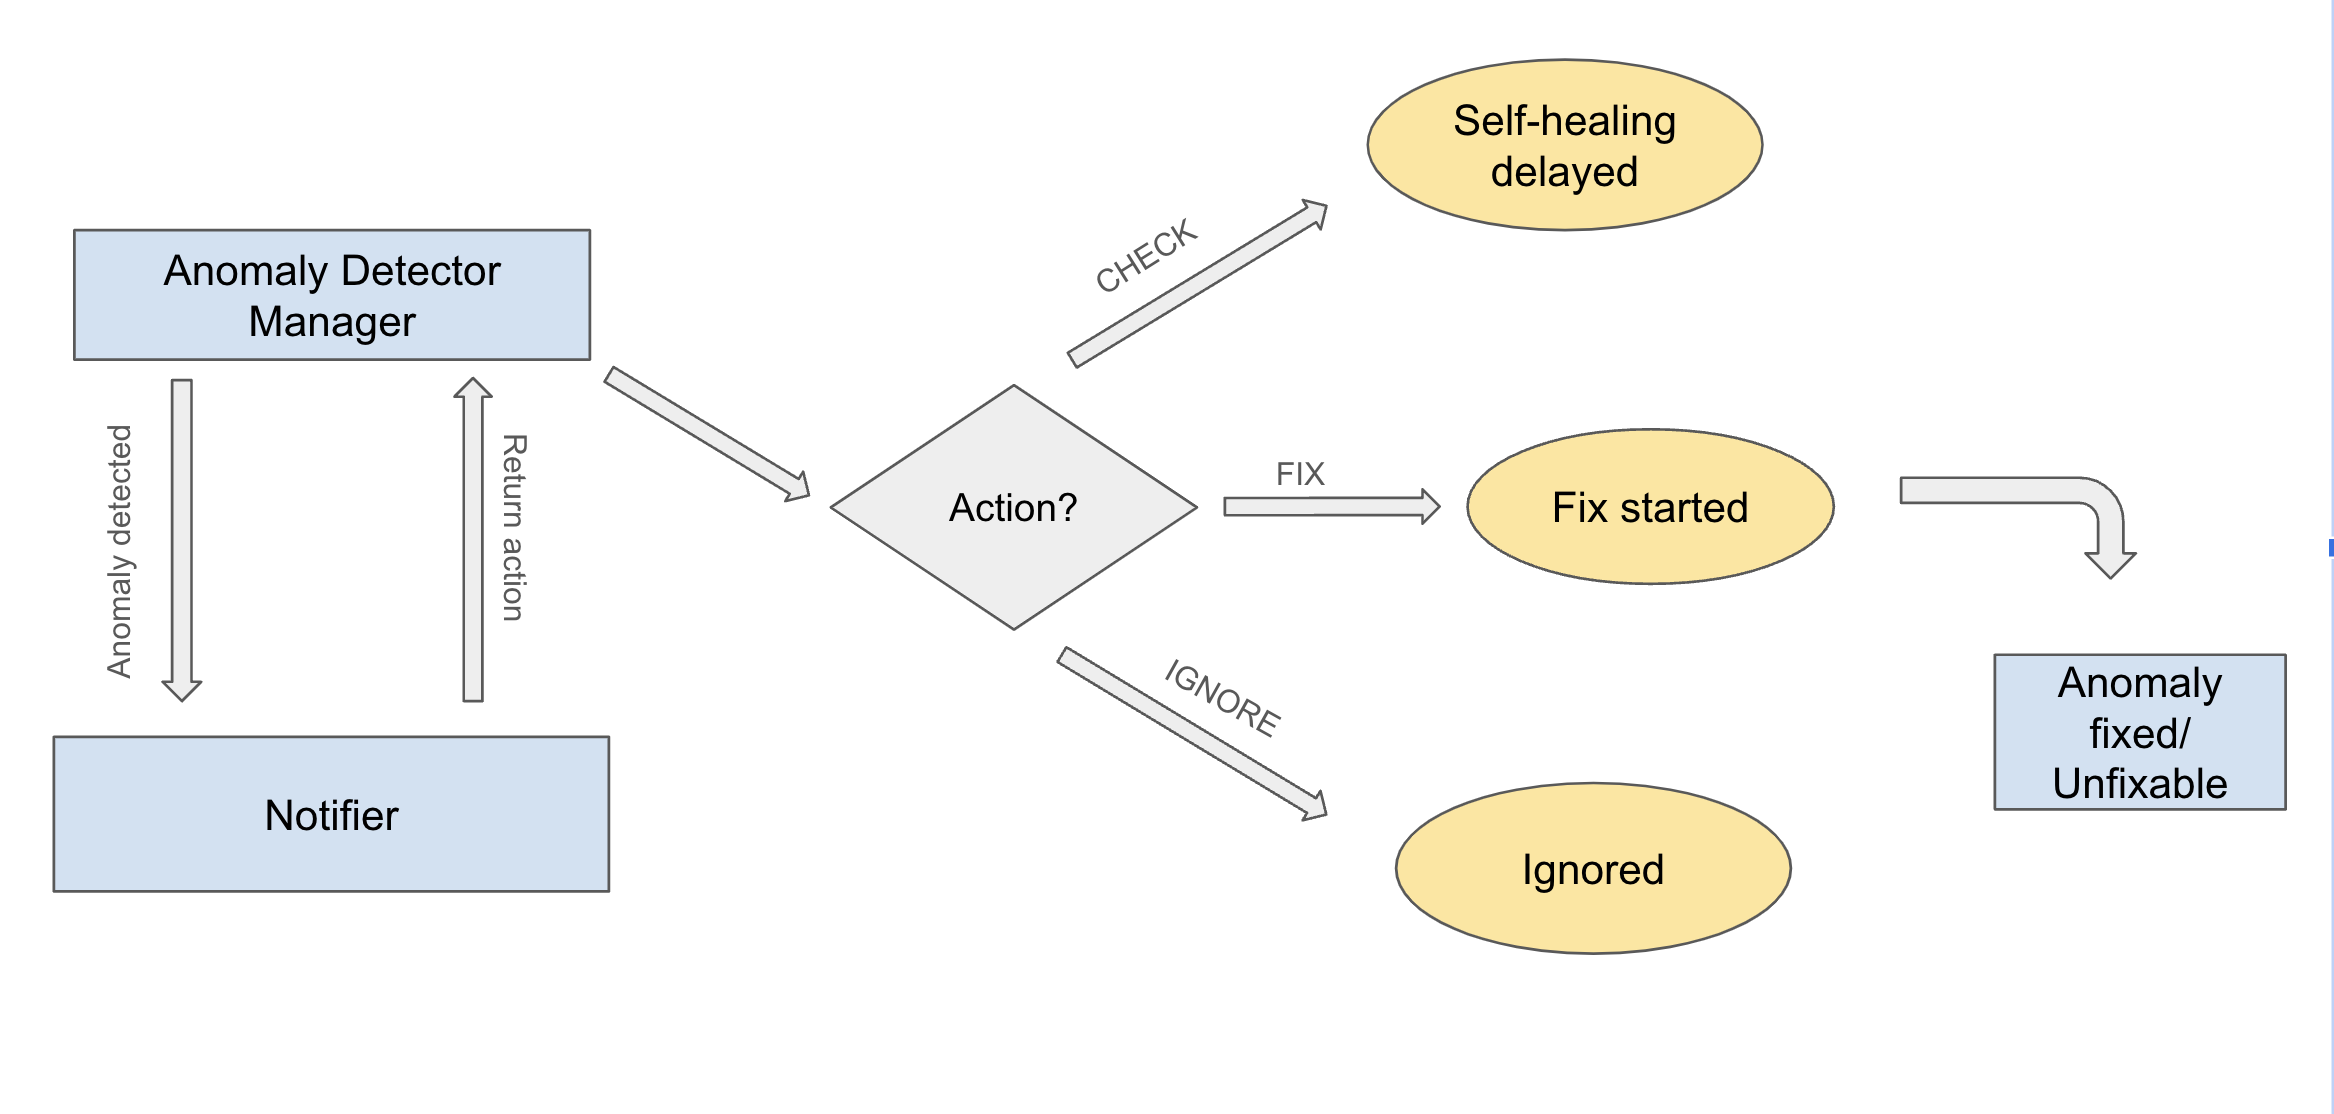 Self-healing
delayed
CHECK
Anomaly Detector
Manager
Anomaly detected
Return action
Action?
FIX
Fix started
IGNORE
Anomaly
fixed/
Unfixable
Notifier
Ignored